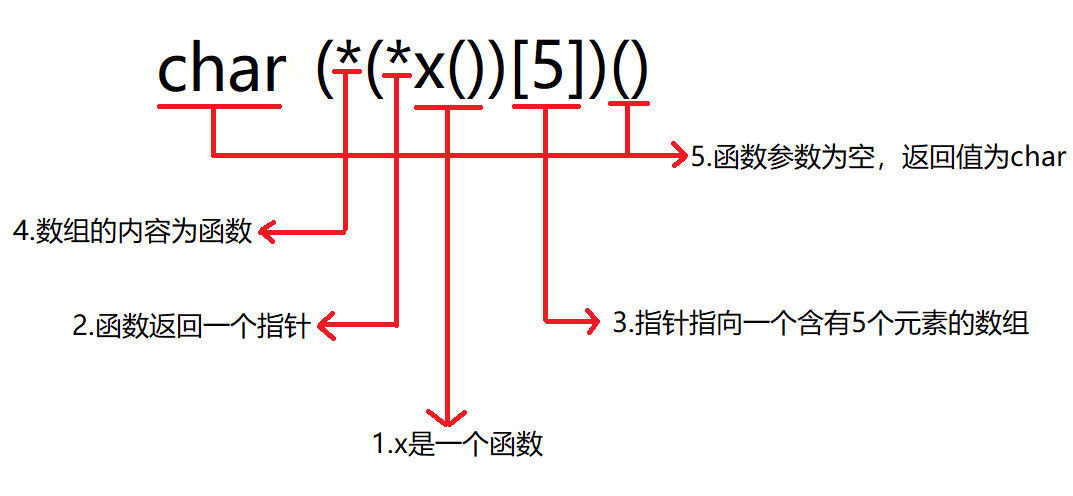 char (*(*x())[5])()
5.函数参数为空，返回值为char
4.数组的内容为函数
2.函数返回一个指针
3.指针指向一个含有5个元素的数组
1.x是一个函数